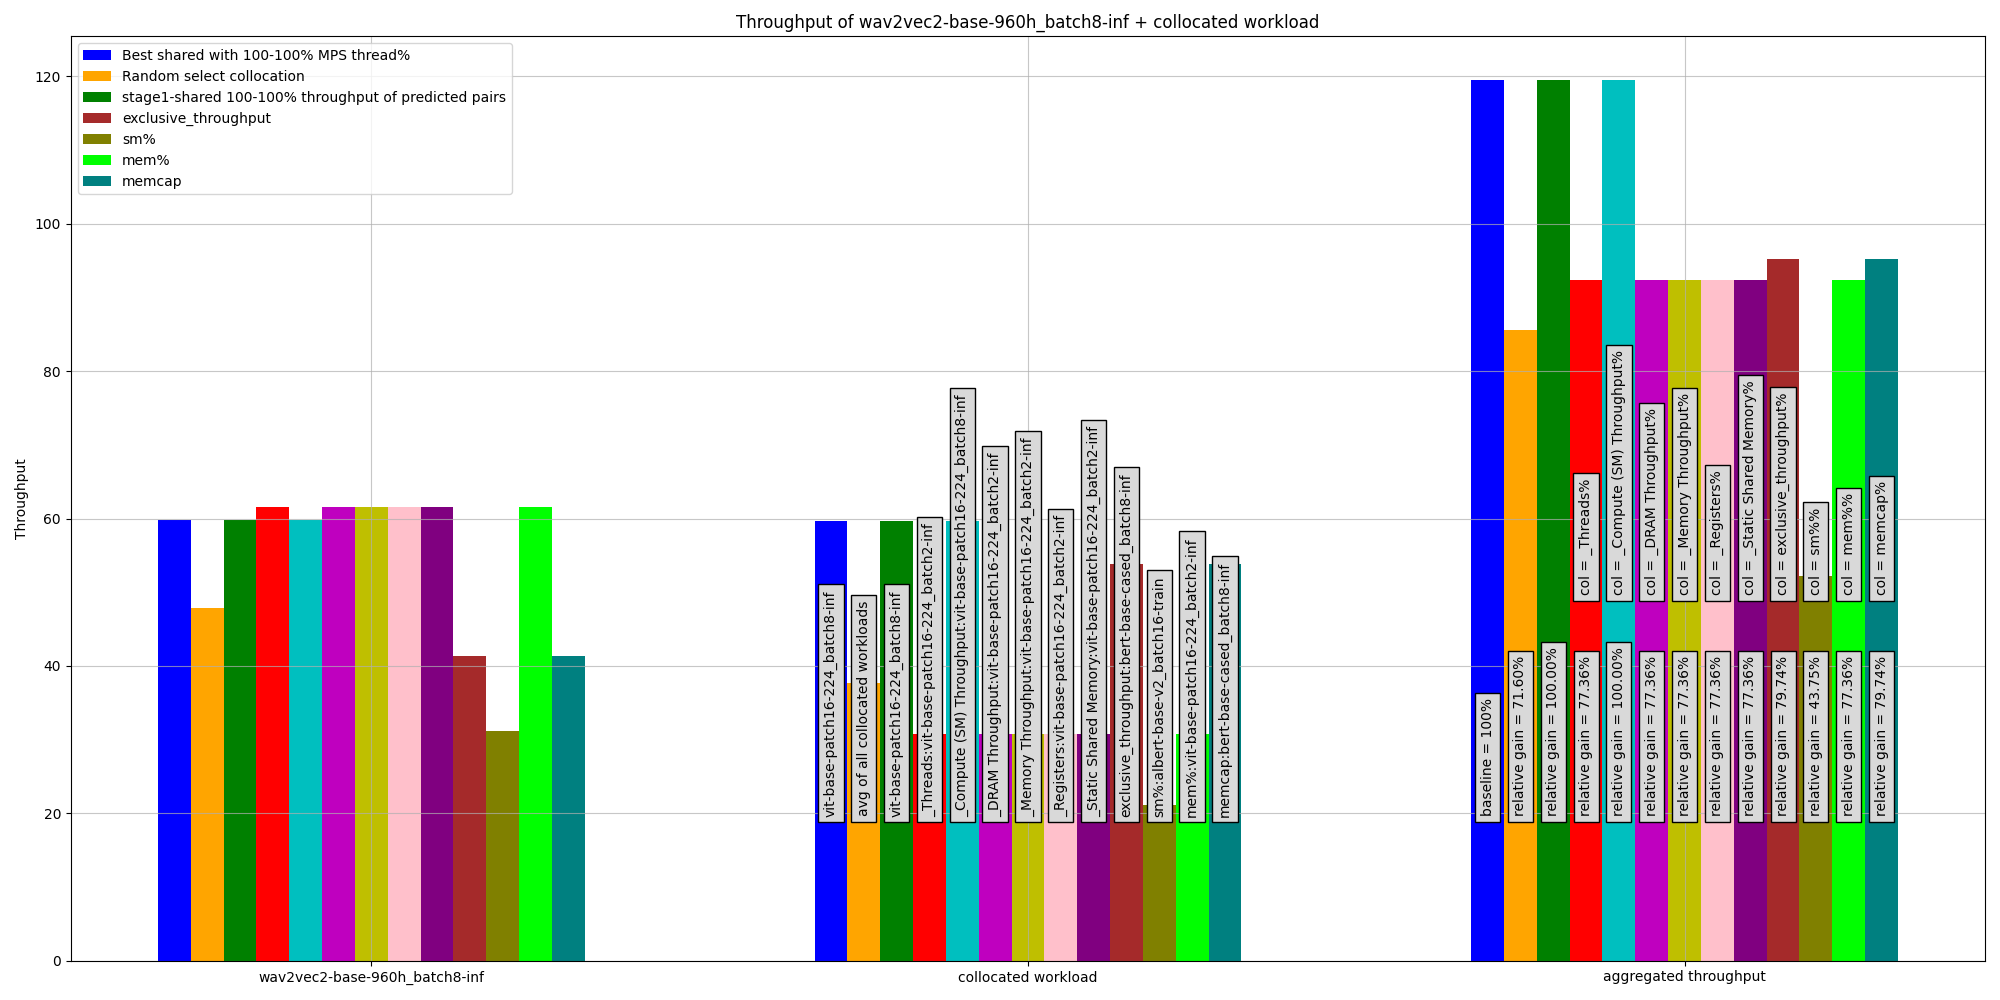 Throughput of wav2vec2-base-960h_batch8-inf + collocated workload
Best shared with 100-100% MPS thread%
Random select collocation
stage1-shared 100-100% throughput of predicted pairs
exclusive_throughput
sm%
mem%
memcap
Throughput
120
100
80
60
40
20
0
vit-base-patch16-224_batch8-inf
avg of all collocated workloads
vit-base-patch16-224_batch8-inf
_Threads:vit-base-patch16-224_batch2-inf
_Compute (SM) Throughput:vit-base-patch16-224_batch8-inf
_DRAM Throughput:vit-base-patch16-224_batch2-inf
_Memory Throughput:vit-base-patch16-224_batch2-inf
_Registers:vit-base-patch16-224_batch2-inf
_Static Shared Memory:vit-base-patch16-224_batch2-inf
exclusive_throughput:bert-base-cased_batch8-inf
sm%:albert-base-v2_batch16-train
mem%:vit-base-patch16-224_batch2-inf
memcap:bert-base-cased_batch8-inf
col = _Threads%
col = _Compute (SM) Throughput%
col = _DRAM Throughput%
col = _Memory Throughput%
col = _Registers%
col = _Static Shared Memory%
col = exclusive_throughput%
col = sm%%
col = mem%%
col = memcap%
baseline = 100%
relative gain = 71.60%
relative gain = 100.00%
relative gain = 77.36%
relative gain = 100.00%
relative gain = 77.36%
relative gain = 77.36%
relative gain = 77.36%
relative gain = 77.36%
relative gain = 79.74%
relative gain = 43.75%
relative gain = 77.36%
relative gain = 79.74%
wav2vec2-base-960h_batch8-inf
collocated workload
aggregated throughput